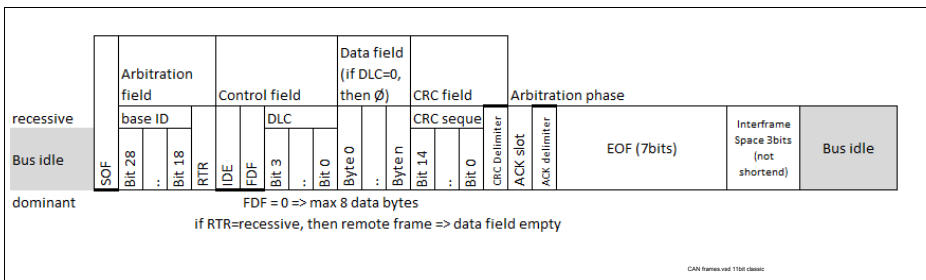 Data field
Arbitration (if DLC=0,
field Control field then Ø) CRC field Arbitration phase
recessive base ID DLC CRC seque
Bus idle
SOF
Bit 28
..
Bit 18
RTR
IDE
FDF
Bit 3
..
Bit 0
Byte 0
..
Byte n
Bit 14
..
Bit 0
CRC Delimiter
ACK slot
ACK delimiter
EOF (7bits)
Interframe
Space 3bits
(not
shortend)
Bus idle
dominant FDF = 0 => max 8 data bytes
if RTR=recessive, then remote frame => data field empty
CAN frames.vsd 11bit classic